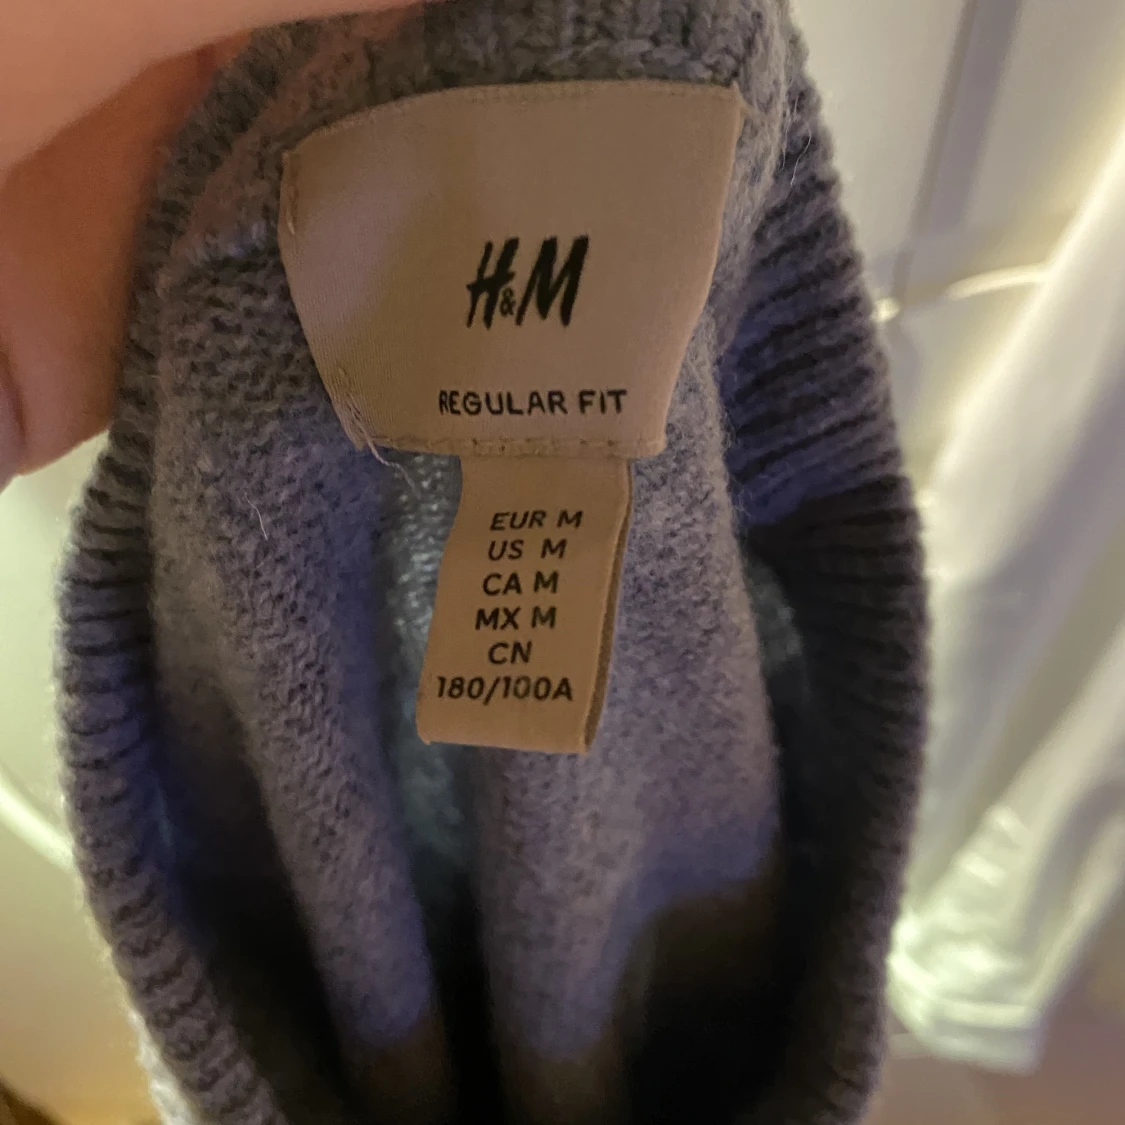 H&M
REGULAR FIT
EUR M
US M
CA M
MX M
CN
180/100A